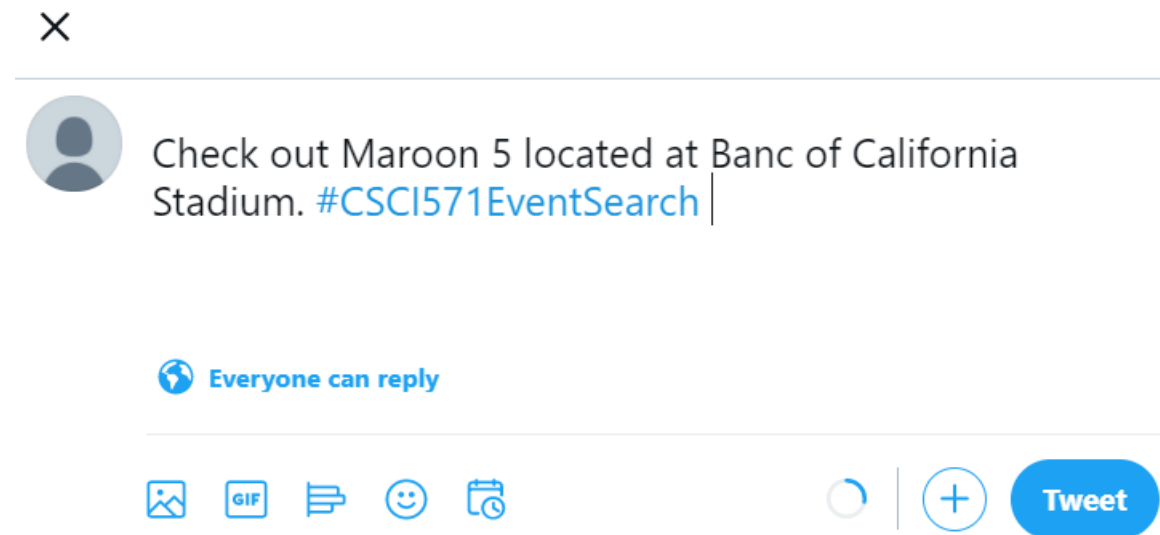 Check out Maroon 5 located at Banc of California
Stadium. #CSCI571EventSearch
Everyone can reply
GIF
Tweet